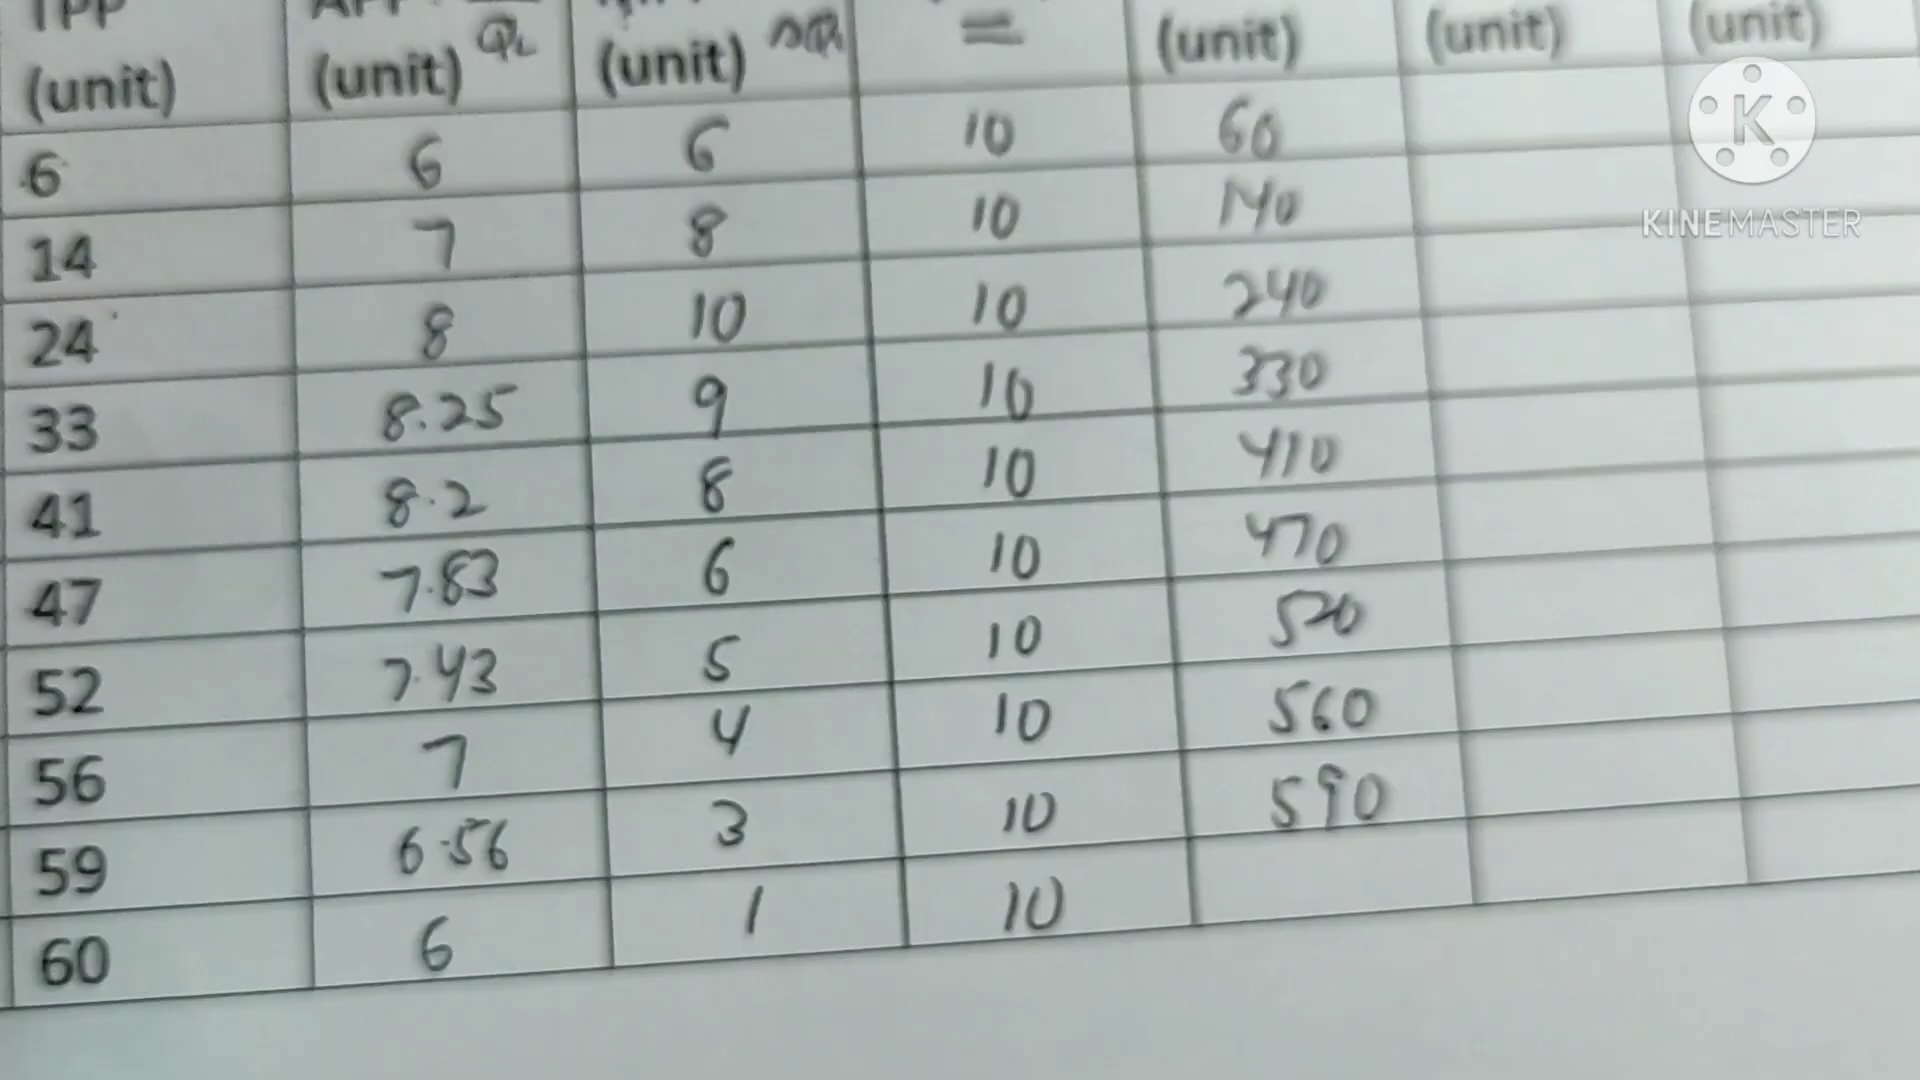 TPP
(unit) (unit) QL (unit) ΔQL = (unit) (unit) (unit)
6 6 6 10 60
14 7 8 10 140
24 8 10 10 240
33 8.25 9 10 330
41 8.2 8 10 410
47 7.83 6 10 470
52 7.43 5 10 520
56 7 4 10 560
59 6.56 3 10 590
60 6 1 10
K
KINEMASTER